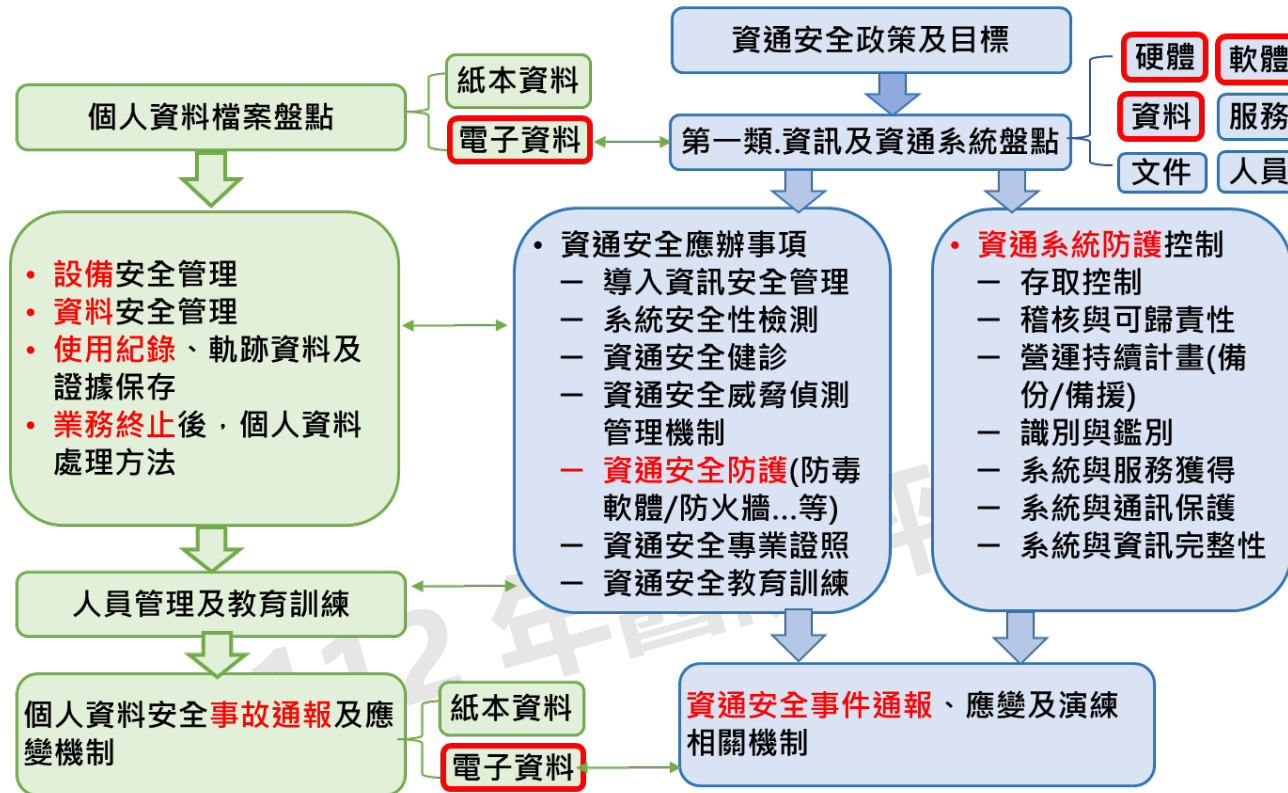 資通安全政策及目標
硬體
軟體
紙本資料
個人資料檔案盤點
電子資料
第一類.資訊及資通系統盤點
資料
服務
文件
人員
• 設備安全管理
• 資料安全管理
• 使用紀錄、軌跡資料及
證據保存
• 業務終止後，個人資料
處理方法
• 資通安全應辦事項
— 導入資訊安全管理
— 系統安全性檢測
— 資通安全健診
— 資通安全威脅偵測
管理機制
— 資通安全防護(防毒
軟體/防火牆...等)
— 資通安全專業證照
— 資通安全教育訓練
• 資通系統防護控制
— 存取控制
— 稽核與可歸責性
— 營運持續計畫(備
份/備援)
— 識別與鑑別
— 系統與服務獲得
— 系統與通訊保護
— 系統與資訊完整性
人員管理及教育訓練
個人資料安全事故通報及應
變機制
紙本資料
電子資料
資通安全事件通報、應變及演練
相關機制
112 年